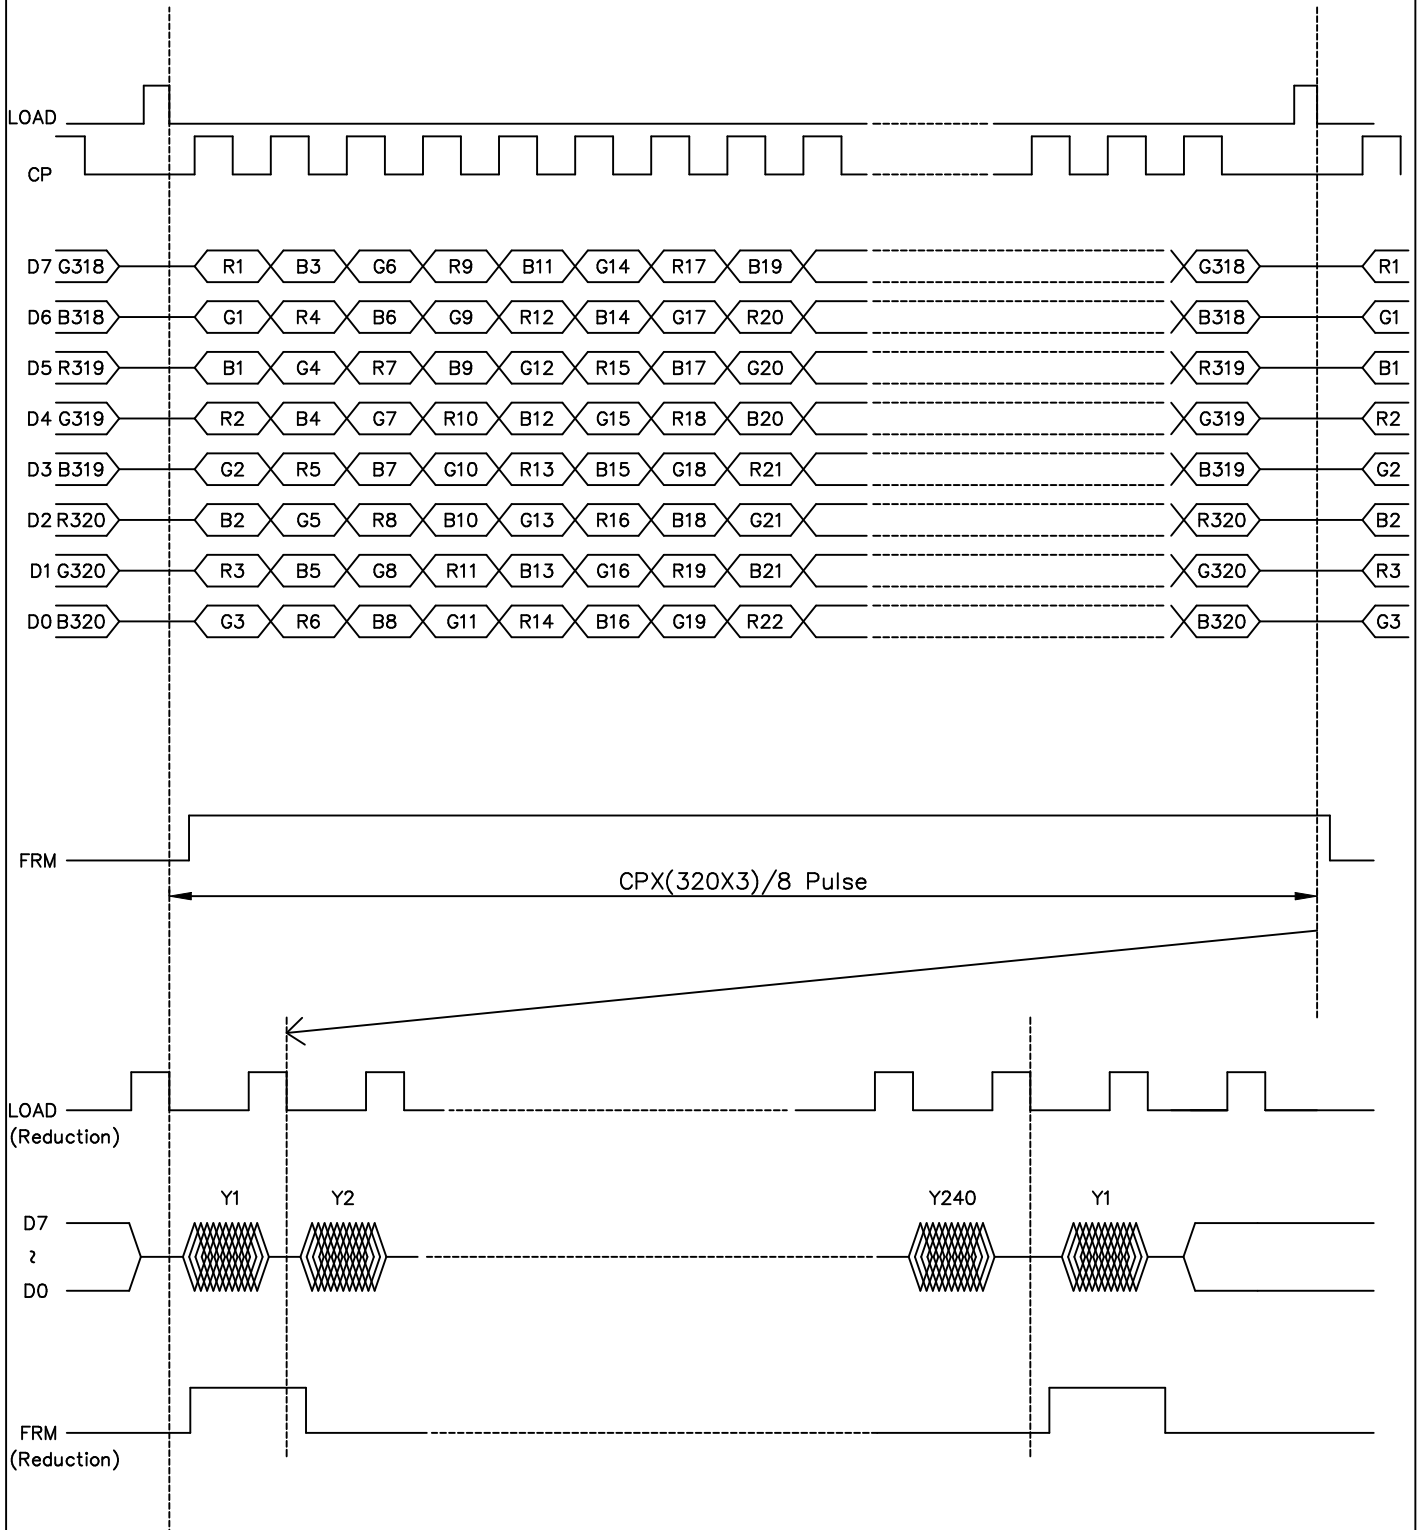 LOAD
CP
D7 G318 R1 B3 G6 R9 B11 G14 R17 B19 G318 R1
D6 B318 G1 R4 B6 G9 R12 B14 G17 R20 B318 G1
D5 R319 B1 G4 R7 B9 G12 R15 B17 G20 R319 B1
D4 G319 R2 B4 G7 R10 B12 G15 R18 B20 G319 R2
D3 B319 G2 R5 B7 G10 R13 B15 G18 R21 B319 G2
D2 R320 B2 G5 R8 B10 G13 R16 B18 G21 R320 B2
D1 G320 R3 B5 G8 R11 B13 G16 R19 B21 G320 R3
D0 B320 G3 R6 B8 G11 R14 B16 G19 R22 B320 G3
FRM
CPX(320X3)/8 Pulse
LOAD
(Reduction)
Y1 Y2 Y240 Y1
D7
~
D0
FRM
(Reduction)